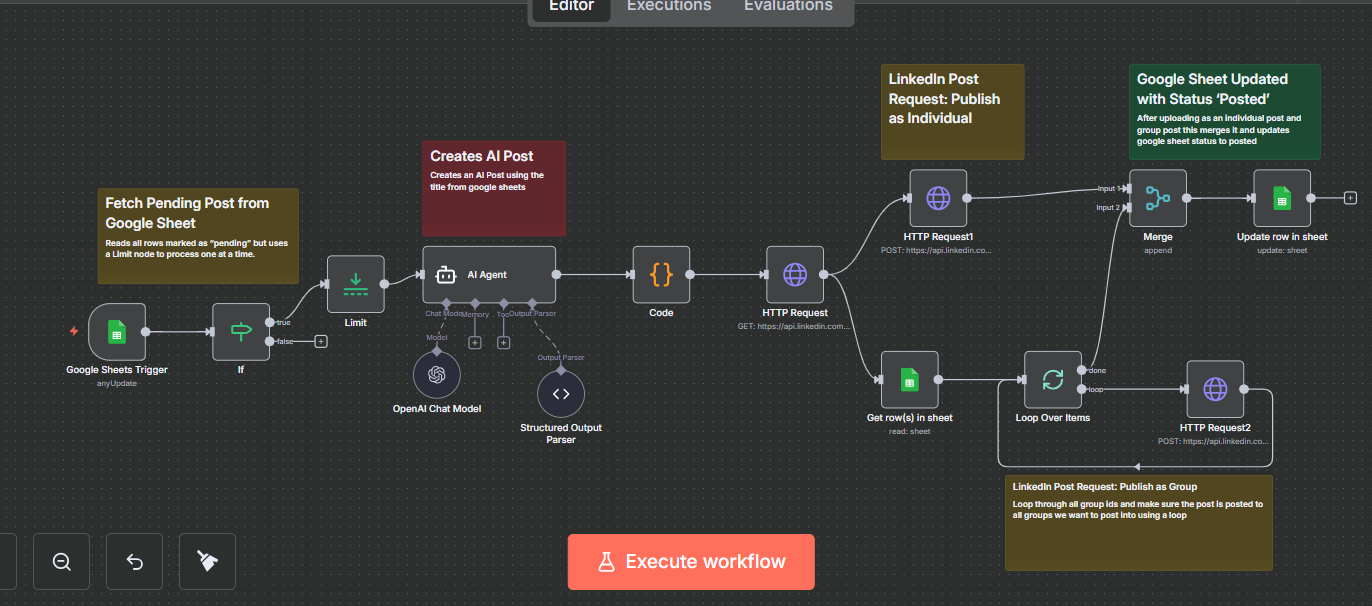 Editor
Executions
Evaluations
LinkedIn Post
Request: Publish
as Individual
Google Sheet Updated
with Status ‘Posted’
After uploading as an individual post and
group post this merges it and updates
google sheet status to posted
Creates AI Post
Creates an AI Post using the
title from google sheets
Fetch Pending Post from
Google Sheet
Reads all rows marked as “pending” but uses
a Limit node to process one at a time.
Google Sheets Trigger
anyUpdate
If
true
false
Limit
AI Agent
Chat Mode
Memory
Too
Output Parser
Model
OpenAI Chat Model
Output Parser
Structured Output
Parser
Code
HTTP Request
GET: https://api.linkedin.com...
HTTP Request1
POST: https://api.linkedin.co...
Input 1
Input 2
Merge
append
Update row in sheet
update: sheet
Get row(s) in sheet
read: sheet
Loop Over Items
done
loop
HTTP Request2
POST: https://api.linkedin.co...
LinkedIn Post Request: Publish as Group
Loop through all group ids and make sure the post is posted to
all groups we want to post into using a loop
Execute workflow